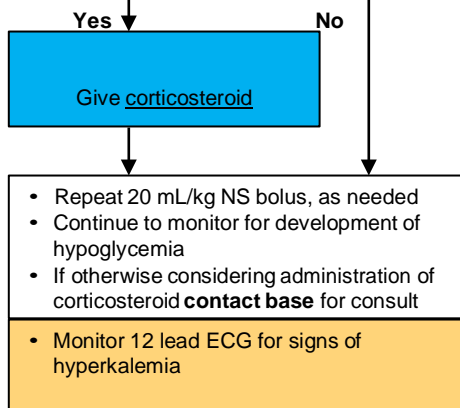 Yes No
Give corticosteroid
• Repeat 20 mL/kg NS bolus, as needed
• Continue to monitor for development of
hypoglycemia
• If otherwise considering administration of
corticosteroid contact base for consult
• Monitor 12 lead ECG for signs of
hyperkalemia